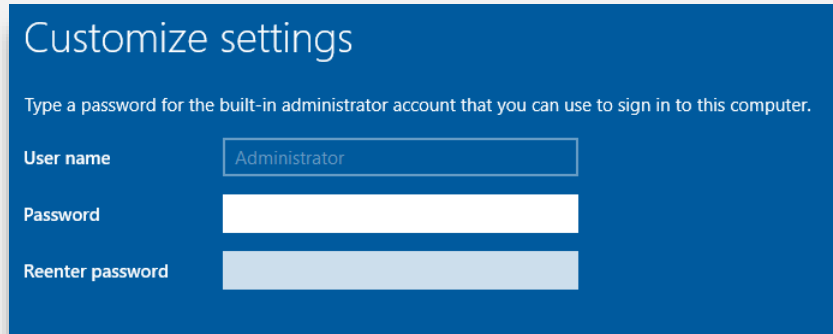 Customize settings
Type a password for the built-in administrator account that you can use to sign in to this computer.
User name Administrator
Password
Reenter password